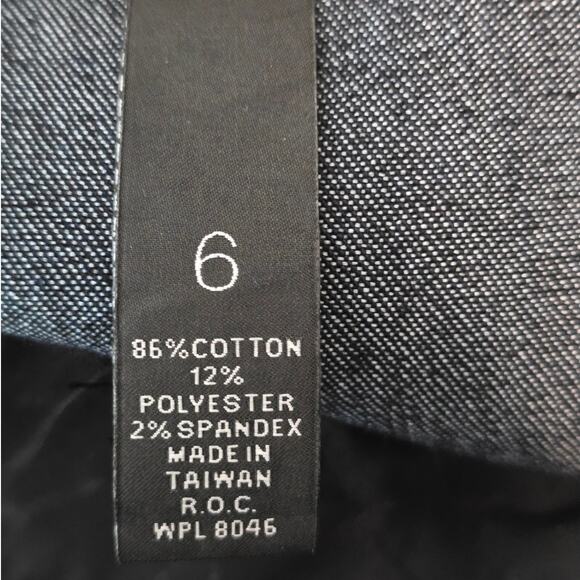 6
86%COTTON
12%
POLYESTER
2%SPANDEX
MADE IN
TAIWAN
R.O.C.
WPL 8046